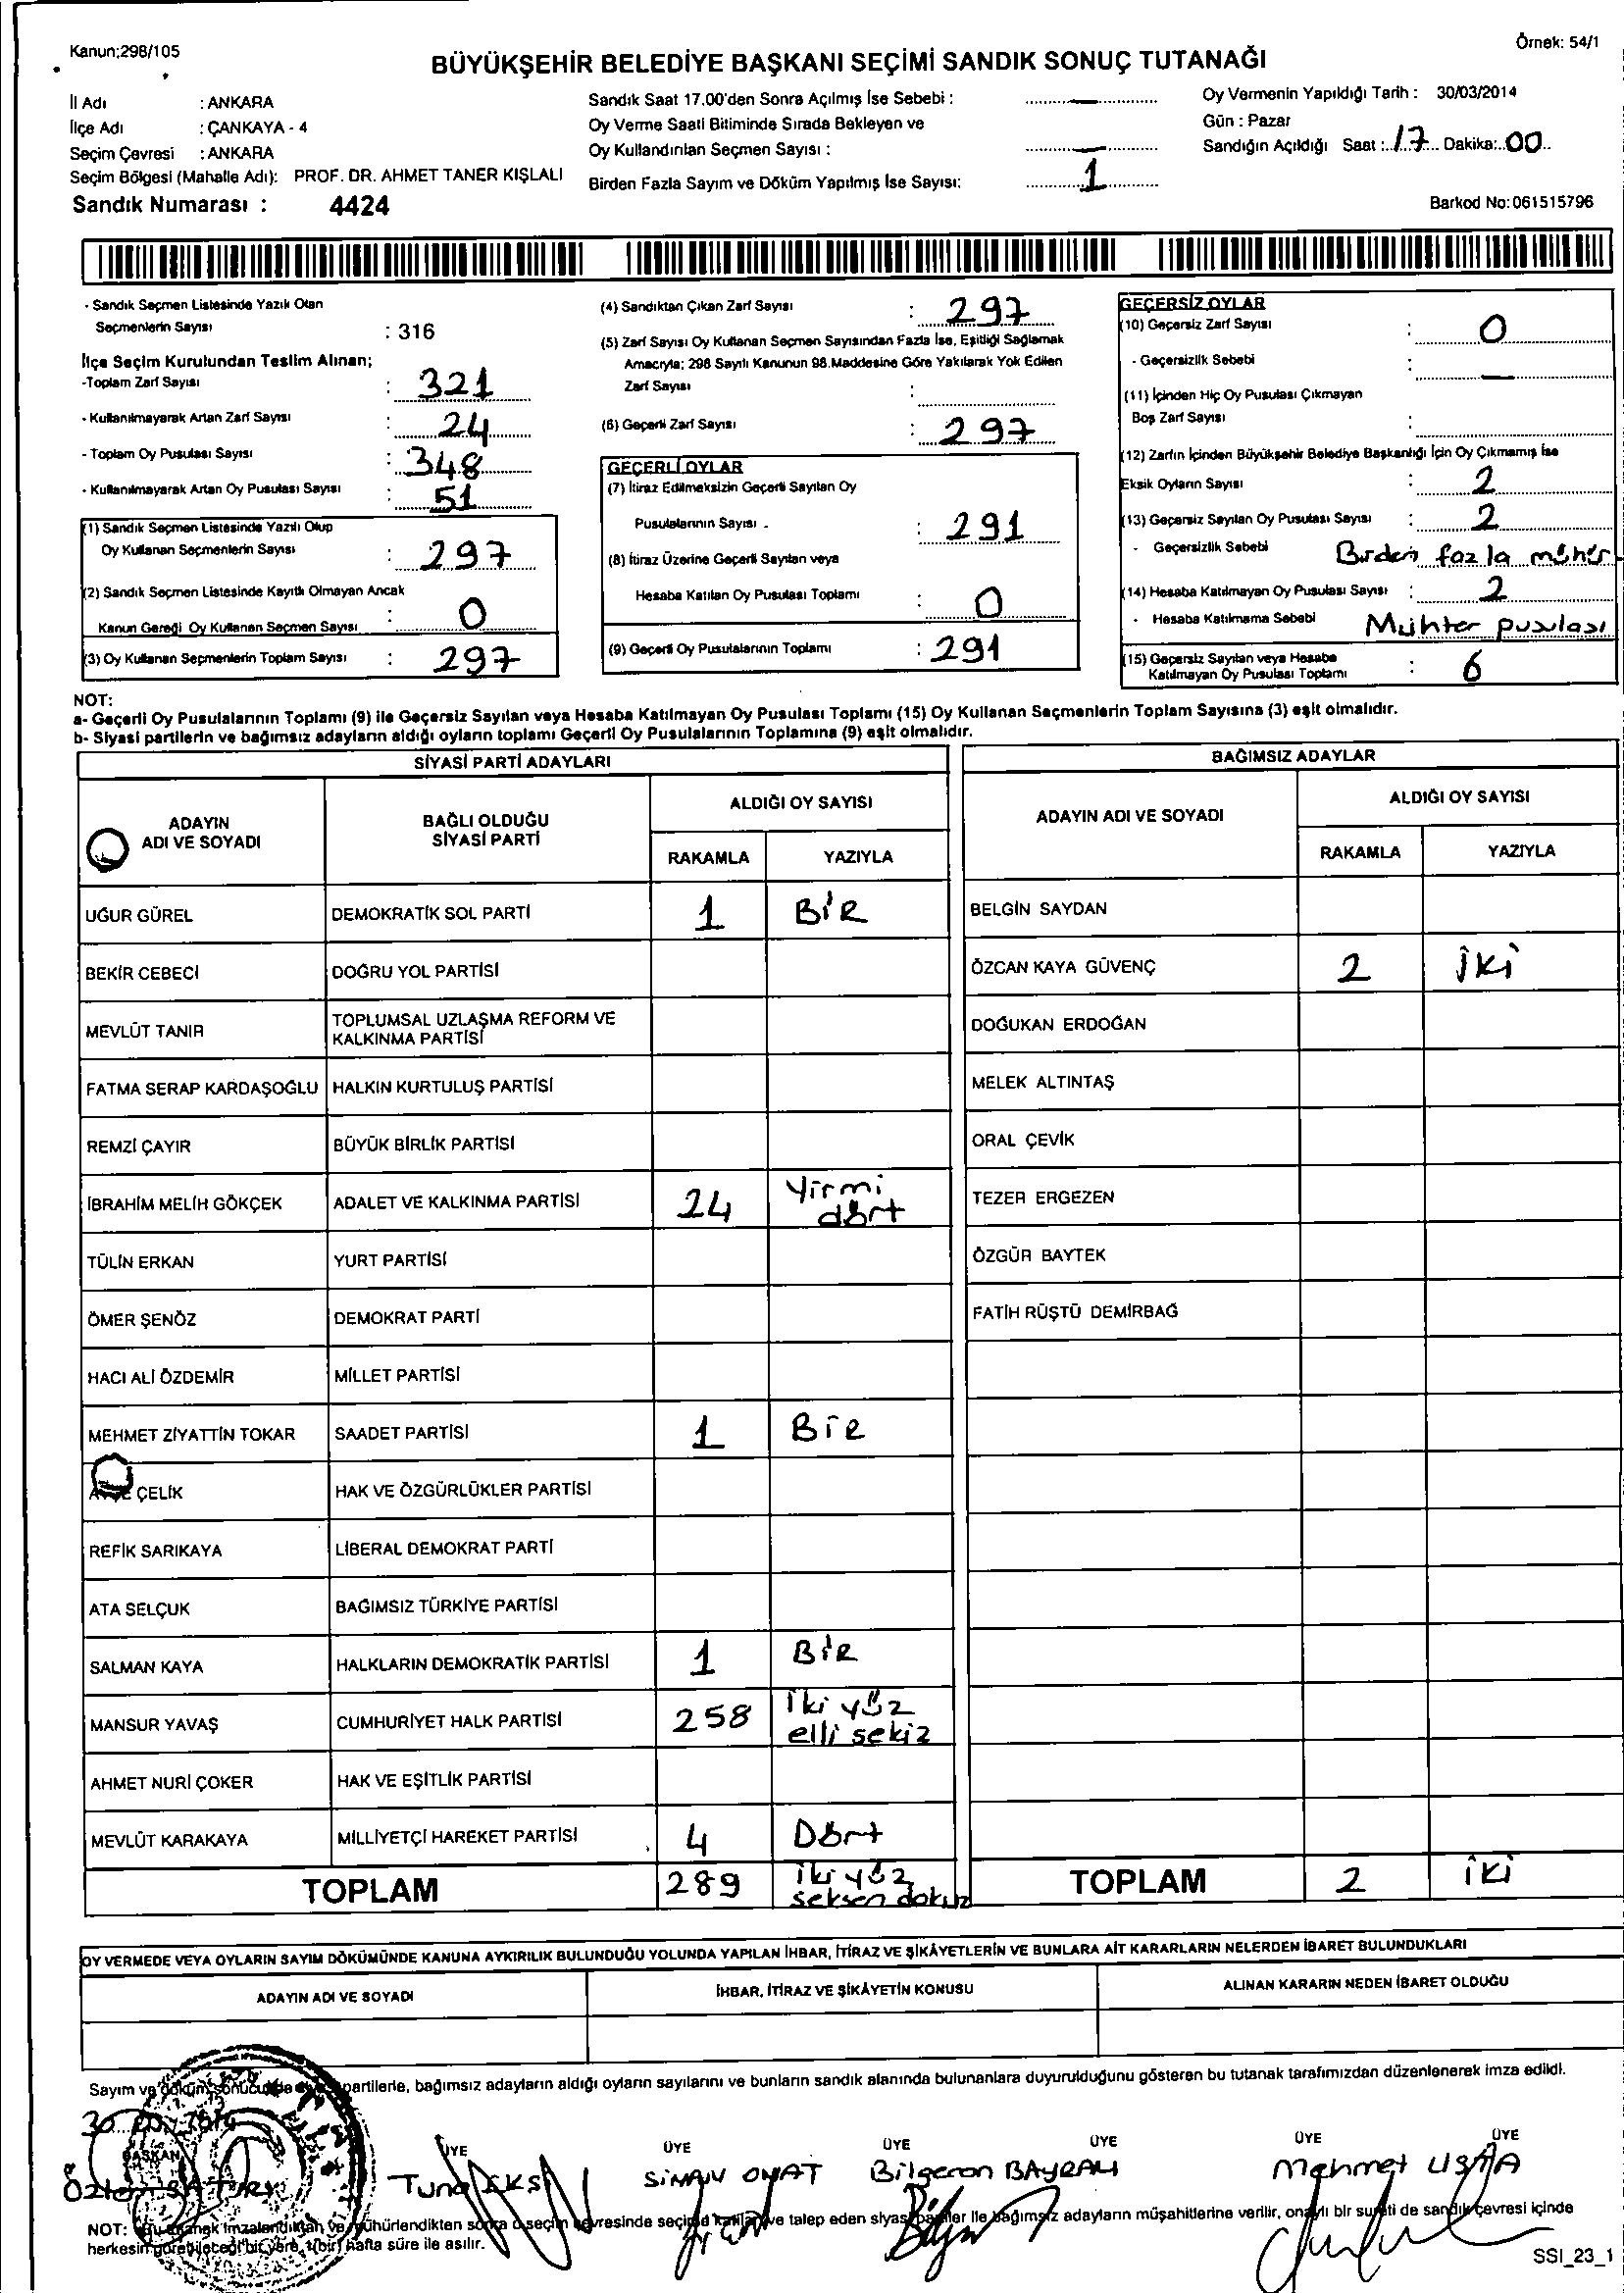 Kanun:298/105
Örnek: 54/1
BÜYÜKŞEHİR BELEDİYE BAŞKANI SEÇİMİ SANDIK SONUÇ TUTANAĞI
İl Adı : ANKARA
İlçe Adı : ÇANKAYA - 4
Seçim Çevresi : ANKARA
Seçim Bölgesi (Mahalle Adı): PROF. DR. AHMET TANER KIŞLALI
Sandık Numarası : 4424
Sandık Saat 17.00'den Sonra Açılmış İse Sebebi :
Oy Verme Saati Bitiminde Sırada Bekleyen ve
Oy Kullandırılan Seçmen Sayısı :
Birden Fazla Sayım ve Döküm Yapılmış İse Sayısı: 1
Oy Vermenin Yapıldığı Tarih : 30/03/2014
Gün : Pazar
Sandığın Açıldığı Saat : 17 Dakika: 00
Barkod No:061515796
- Sandık Seçmen Listesinde Yazılı Olan
Seçmenlerin Sayısı : 316
İlçe Seçim Kurulundan Teslim Alınan;
-Toplam Zarf Sayısı : 321
- Kullanılmayarak Artan Zarf Sayısı : 24
- Toplam Oy Pusulası Sayısı : 348
- Kullanılmayarak Artan Oy Pusulası Sayısı : 51
(1) Sandık Seçmen Listesinde Yazılı Olup
Oy Kullanan Seçmenlerin Sayısı : 297
(2) Sandık Seçmen Listesinde Kayıtlı Olmayan Ancak
Kanun Gereği Oy Kullanan Seçmen Sayısı : 0
(3) Oy Kullanan Seçmenlerin Toplam Sayısı : 297
(4) Sandıktan Çıkan Zarf Sayısı : 297
(5) Zarf Sayısı Oy Kullanan Seçmen Sayısından Fazla İse, Eşitliği Sağlamak
Amacıyla; 298 Sayılı Kanunun 98.Maddesine Göre Yakılarak Yok Edilen
Zarf Sayısı :
(6) Geçerli Zarf Sayısı : 297
GEÇERLİ OYLAR
(7) İtiraz Edilmeksizin Geçerli Sayılan Oy
Pusulalarının Sayısı : 291
(8) İtiraz Üzerine Geçerli Sayılan veya
Hesaba Katılan Oy Pusulası Toplamı : 0
(9) Geçerli Oy Pusulalarının Toplamı : 291
GEÇERSİZ OYLAR
(10) Geçersiz Zarf Sayısı : 0
- Geçersizlik Sebebi :
(11) İçinden Hiç Oy Pusulası Çıkmayan
Boş Zarf Sayısı :
(12) Zarfın İçinden Büyükşehir Belediye Başkanlığı İçin Oy Çıkmamış İse
Eksik Oyların Sayısı : 2
(13) Geçersiz Sayılan Oy Pusulası Sayısı : 2
- Geçersizlik Sebebi Birden fazla mühür
(14) Hesaba Katılmayan Oy Pusulası Sayısı : 2
- Hesaba Katılmama Sebebi Muhtar pusulası
(15) Geçersiz Sayılan veya Hesaba
Katılmayan Oy Pusulası Toplamı : 6
NOT:
a- Geçerli Oy Pusulalarının Toplamı (9) ile Geçersiz Sayılan veya Hesaba Katılmayan Oy Pusulası Toplamı (15) Oy Kullanan Seçmenlerin Toplam Sayısına (3) eşit olmalıdır.
b- Siyasi partilerin ve bağımsız adayların aldığı oyların toplamı Geçerli Oy Pusulalarının Toplamına (9) eşit olmalıdır.
SİYASİ PARTİ ADAYLARI
ADAYIN ADI VE SOYADI
BAĞLI OLDUĞU SİYASİ PARTİ
ALDIĞI OY SAYISI
RAKAMLA YAZIYLA
UĞUR GÜREL DEMOKRATİK SOL PARTİ 1 BİR
BEKİR CEBECİ DOĞRU YOL PARTİSİ
MEVLÜT TANIR TOPLUMSAL UZLAŞMA REFORM VE KALKINMA PARTİSİ
FATMA SERAP KARDAŞOĞLU HALKIN KURTULUŞ PARTİSİ
REMZİ ÇAYIR BÜYÜK BİRLİK PARTİSİ
İBRAHİM MELİH GÖKÇEK ADALET VE KALKINMA PARTİSİ 24 Yirmi dört
TÜLİN ERKAN YURT PARTİSİ
ÖMER ŞENÖZ DEMOKRAT PARTİ
HACI ALİ ÖZDEMİR MİLLET PARTİSİ
MEHMET ZİYATTİN TOKAR SAADET PARTİSİ 1 BİR
ÇELİK HAK VE ÖZGÜRLÜKLER PARTİSİ
REFİK SARIKAYA LİBERAL DEMOKRAT PARTİ
ATA SELÇUK BAĞIMSIZ TÜRKİYE PARTİSİ
SALMAN KAYA HALKLARIN DEMOKRATİK PARTİSİ 1 BİR
MANSUR YAVAŞ CUMHURİYET HALK PARTİSİ 258 İki yüz elli sekiz
AHMET NURİ ÇOKER HAK VE EŞİTLİK PARTİSİ
MEVLÜT KARAKAYA MİLLİYETÇİ HAREKET PARTİSİ 4 Dört
TOPLAM 289 iki yüz seksen dokuz
BAĞIMSIZ ADAYLAR
ADAYIN ADI VE SOYADI
ALDIĞI OY SAYISI
RAKAMLA YAZIYLA
BELGİN SAYDAN
ÖZCAN KAYA GÜVENÇ 2 İKİ
DOĞUKAN ERDOĞAN
MELEK ALTINTAŞ
ORAL ÇEVİK
TEZER ERGEZEN
ÖZGÜR BAYTEK
FATİH RÜŞTÜ DEMİRBAĞ
TOPLAM 2 İKİ
OY VERMEDE VEYA OYLARIN SAYIM DÖKÜMÜNDE KANUNA AYKIRILIK BULUNDUĞU YOLUNDA YAPILAN İHBAR, İTİRAZ VE ŞİKÂYETLERİN VE BUNLARA AİT KARARLARIN NELERDEN İBARET BULUNDUKLARI
ADAYIN ADI VE SOYADI İHBAR, İTİRAZ VE ŞİKÂYETİN KONUSU ALINAN KARARIN NEDEN İBARET OLDUĞU
Sayım ve döküm sonucunda partilerle, bağımsız adayların aldığı oyların sayılarını ve bunların sandık alanında bulunanlara duyurulduğunu gösteren bu tutanak tarafımızdan düzenlenerek imza edildi.
BAŞKAN ÜYE ÜYE ÜYE ÜYE ÜYE ÜYE
Tuna SİNAN ONAT BAYRAM Mehmet USTA
NOT: Bu tutanak imzalandıktan ve mühürlendikten sonra o seçim çevresinde seçime katılan ve talep eden siyasi partiler ile bağımsız adayların müşahitlerine verilir, onaylı bir sureti de sandık çevresi içinde
herkesin görebileceği bir yere, 1(bir) hafta süre ile asılır.
SSI_23_1